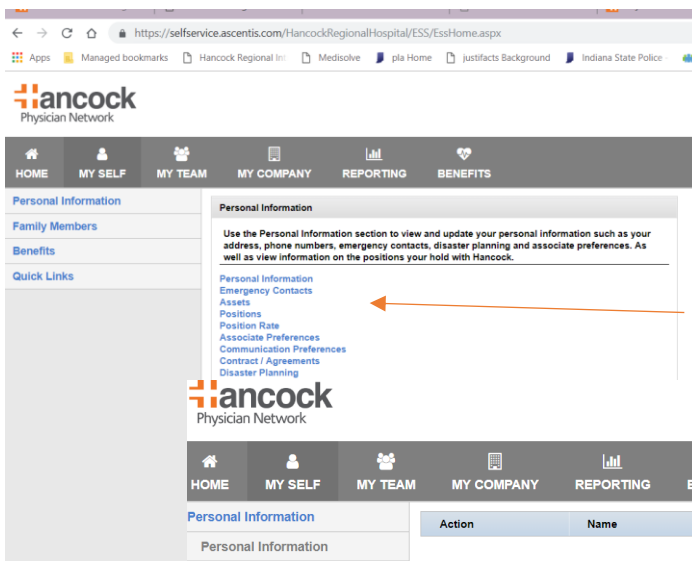 https://selfservice.ascentis.com/HancockRegionalHospital/ESS/EssHome.aspx
Apps Managed bookmarks Hancock Regional Int Medisolve pla Home justifacts Background Indiana State Police -
Hancock
Physician Network
HOME MY SELF MY TEAM MY COMPANY REPORTING BENEFITS
Personal Information
Family Members
Benefits
Quick Links
Personal Information
Use the Personal Information section to view and update your personal information such as your
address, phone numbers, emergency contacts, disaster planning and associate preferences. As
well as view information on the positions your hold with Hancock.
Personal Information
Emergency Contacts
Assets
Positions
Position Rate
Associate Preferences
Communication Preferences
Contract / Agreements
Disaster Planning
Hancock
Physician Network
HOME MY SELF MY TEAM MY COMPANY REPORTING
Personal Information
Personal Information
Action Name